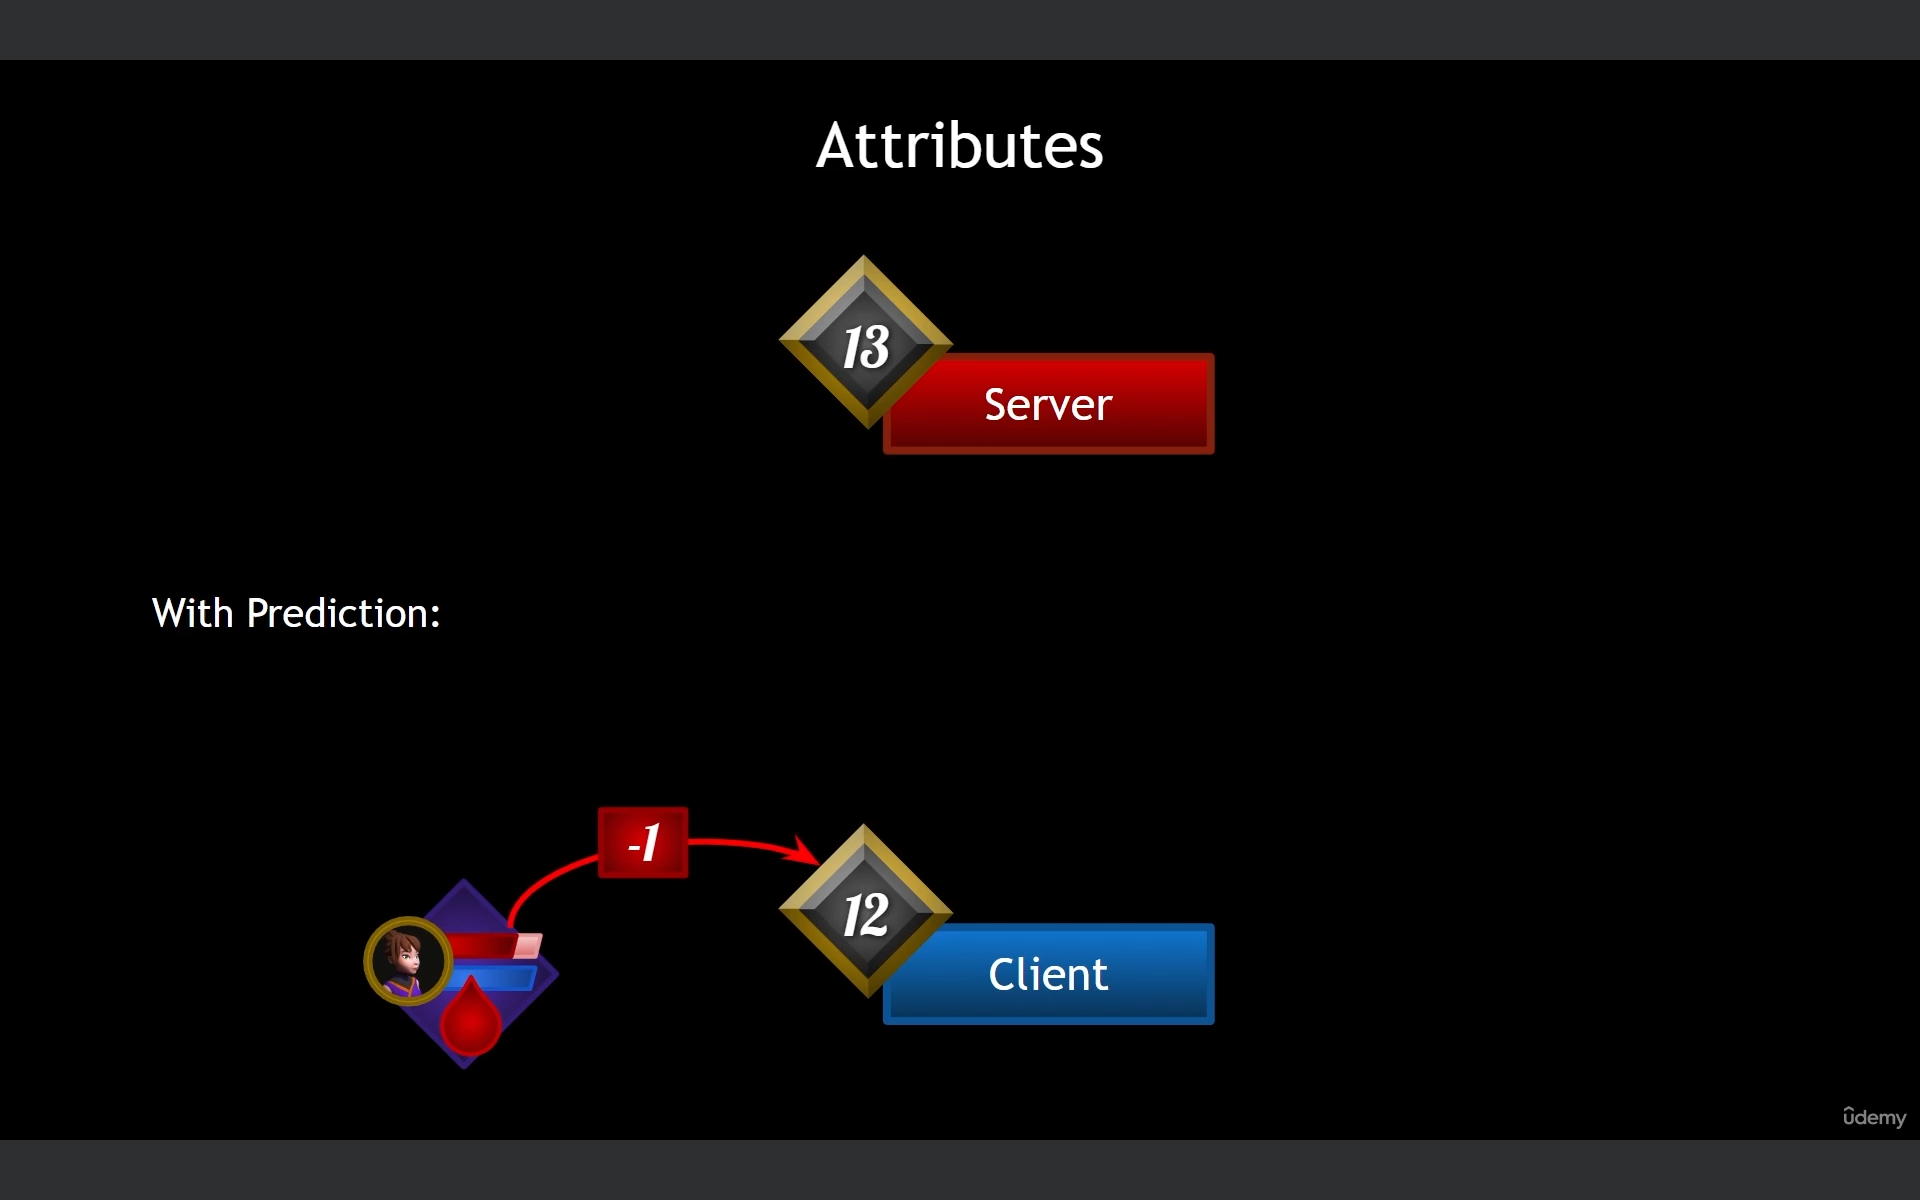 Attributes
13
Server
With Prediction:
-1
12
Client
ûdemy